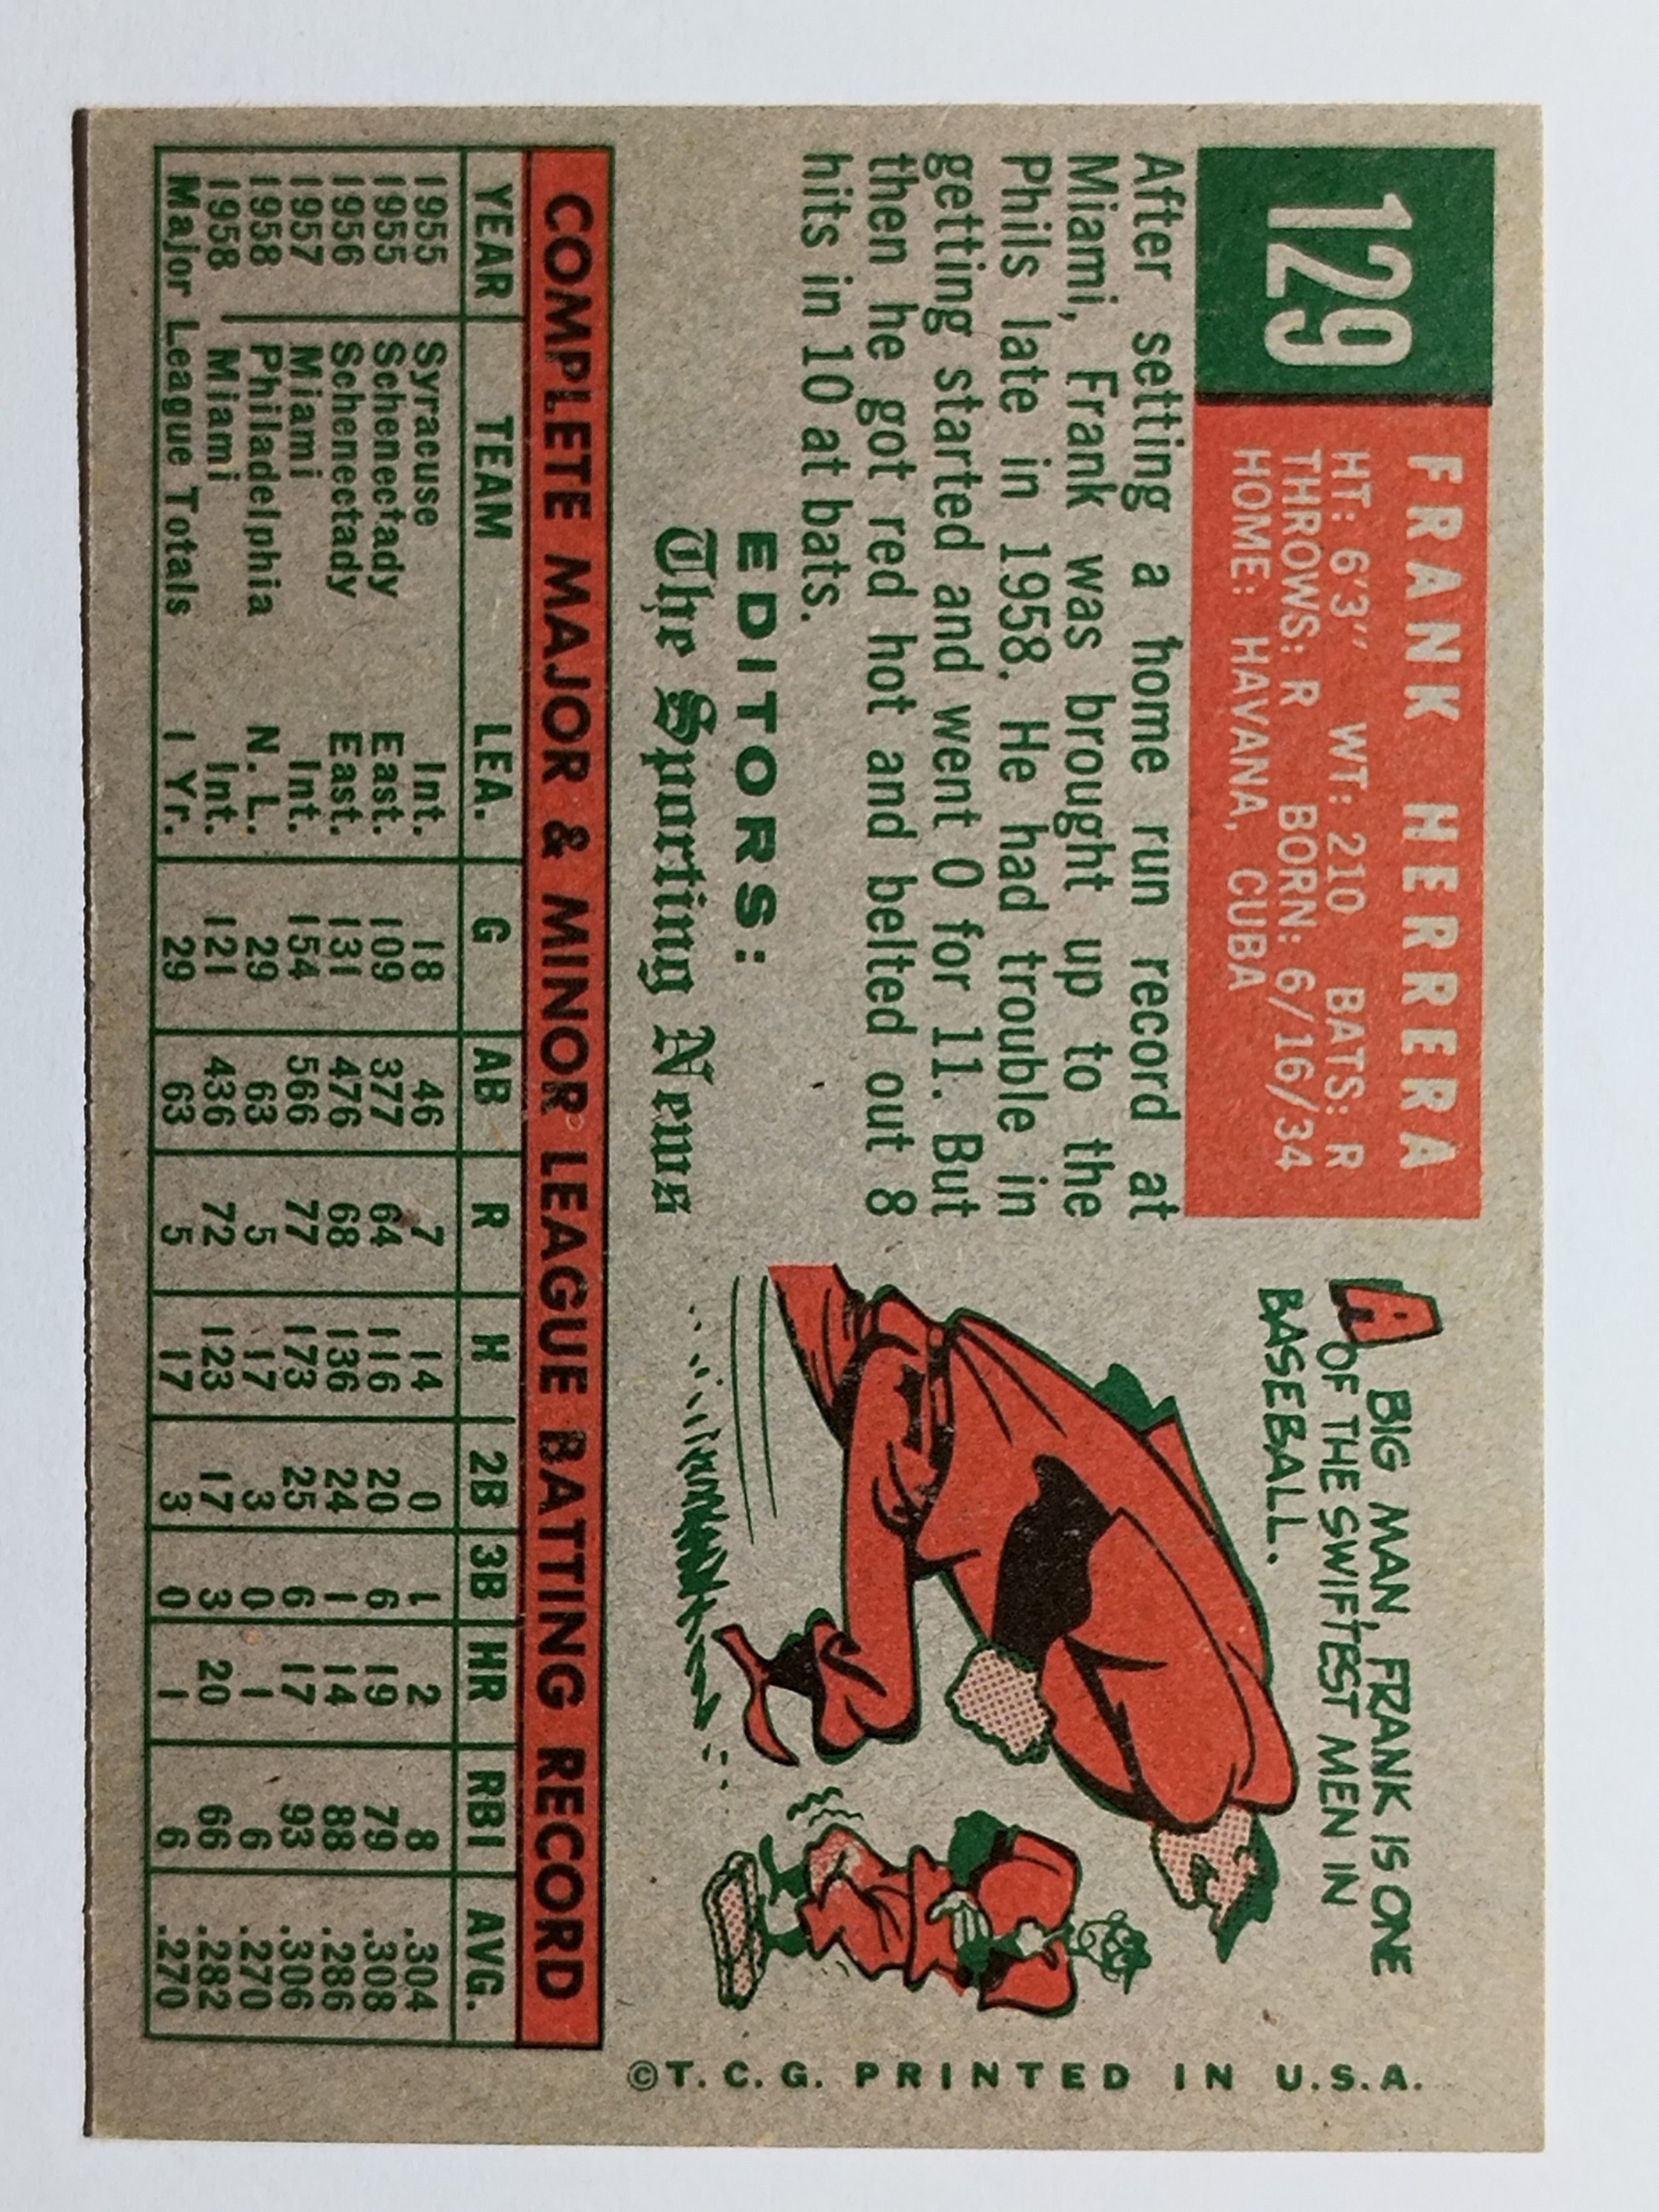 129
FRANK HERRERA
HT: 6'3" WT: 210 BATS: R
THROWS: R BORN: 6/16/34
HOME: HAVANA, CUBA
After setting a home run record at
Miami, Frank was brought up to the
Phils late in 1958. He had trouble in
getting started and went 0 for 11. But
then he got red hot and belted out 8
hits in 10 at bats.
EDITORS:
The Sporting News
A BIG MAN, FRANK IS ONE
OF THE SWIFTEST MEN IN
BASEBALL.
©T. C. G. PRINTED IN U.S.A.
COMPLETE MAJOR & MINOR LEAGUE BATTING RECORD
YEAR TEAM LEA. G AB R H 2B 3B HR RBI AVG.
1955 Syracuse Int. 18 46 7 14 0 1 2 8 .304
1955 Schenectady East. 109 377 64 116 20 6 19 79 .308
1956 Schenectady East. 131 476 68 136 24 1 14 88 .286
1957 Miami Int. 154 566 77 173 25 6 17 93 .306
1958 Philadelphia N. L. 29 63 5 17 3 0 1 6 .270
1958 Miami Int. 121 436 72 123 17 3 20 66 .282
Major League Totals 1 Yr. 29 63 5 17 3 0 1 6 .270